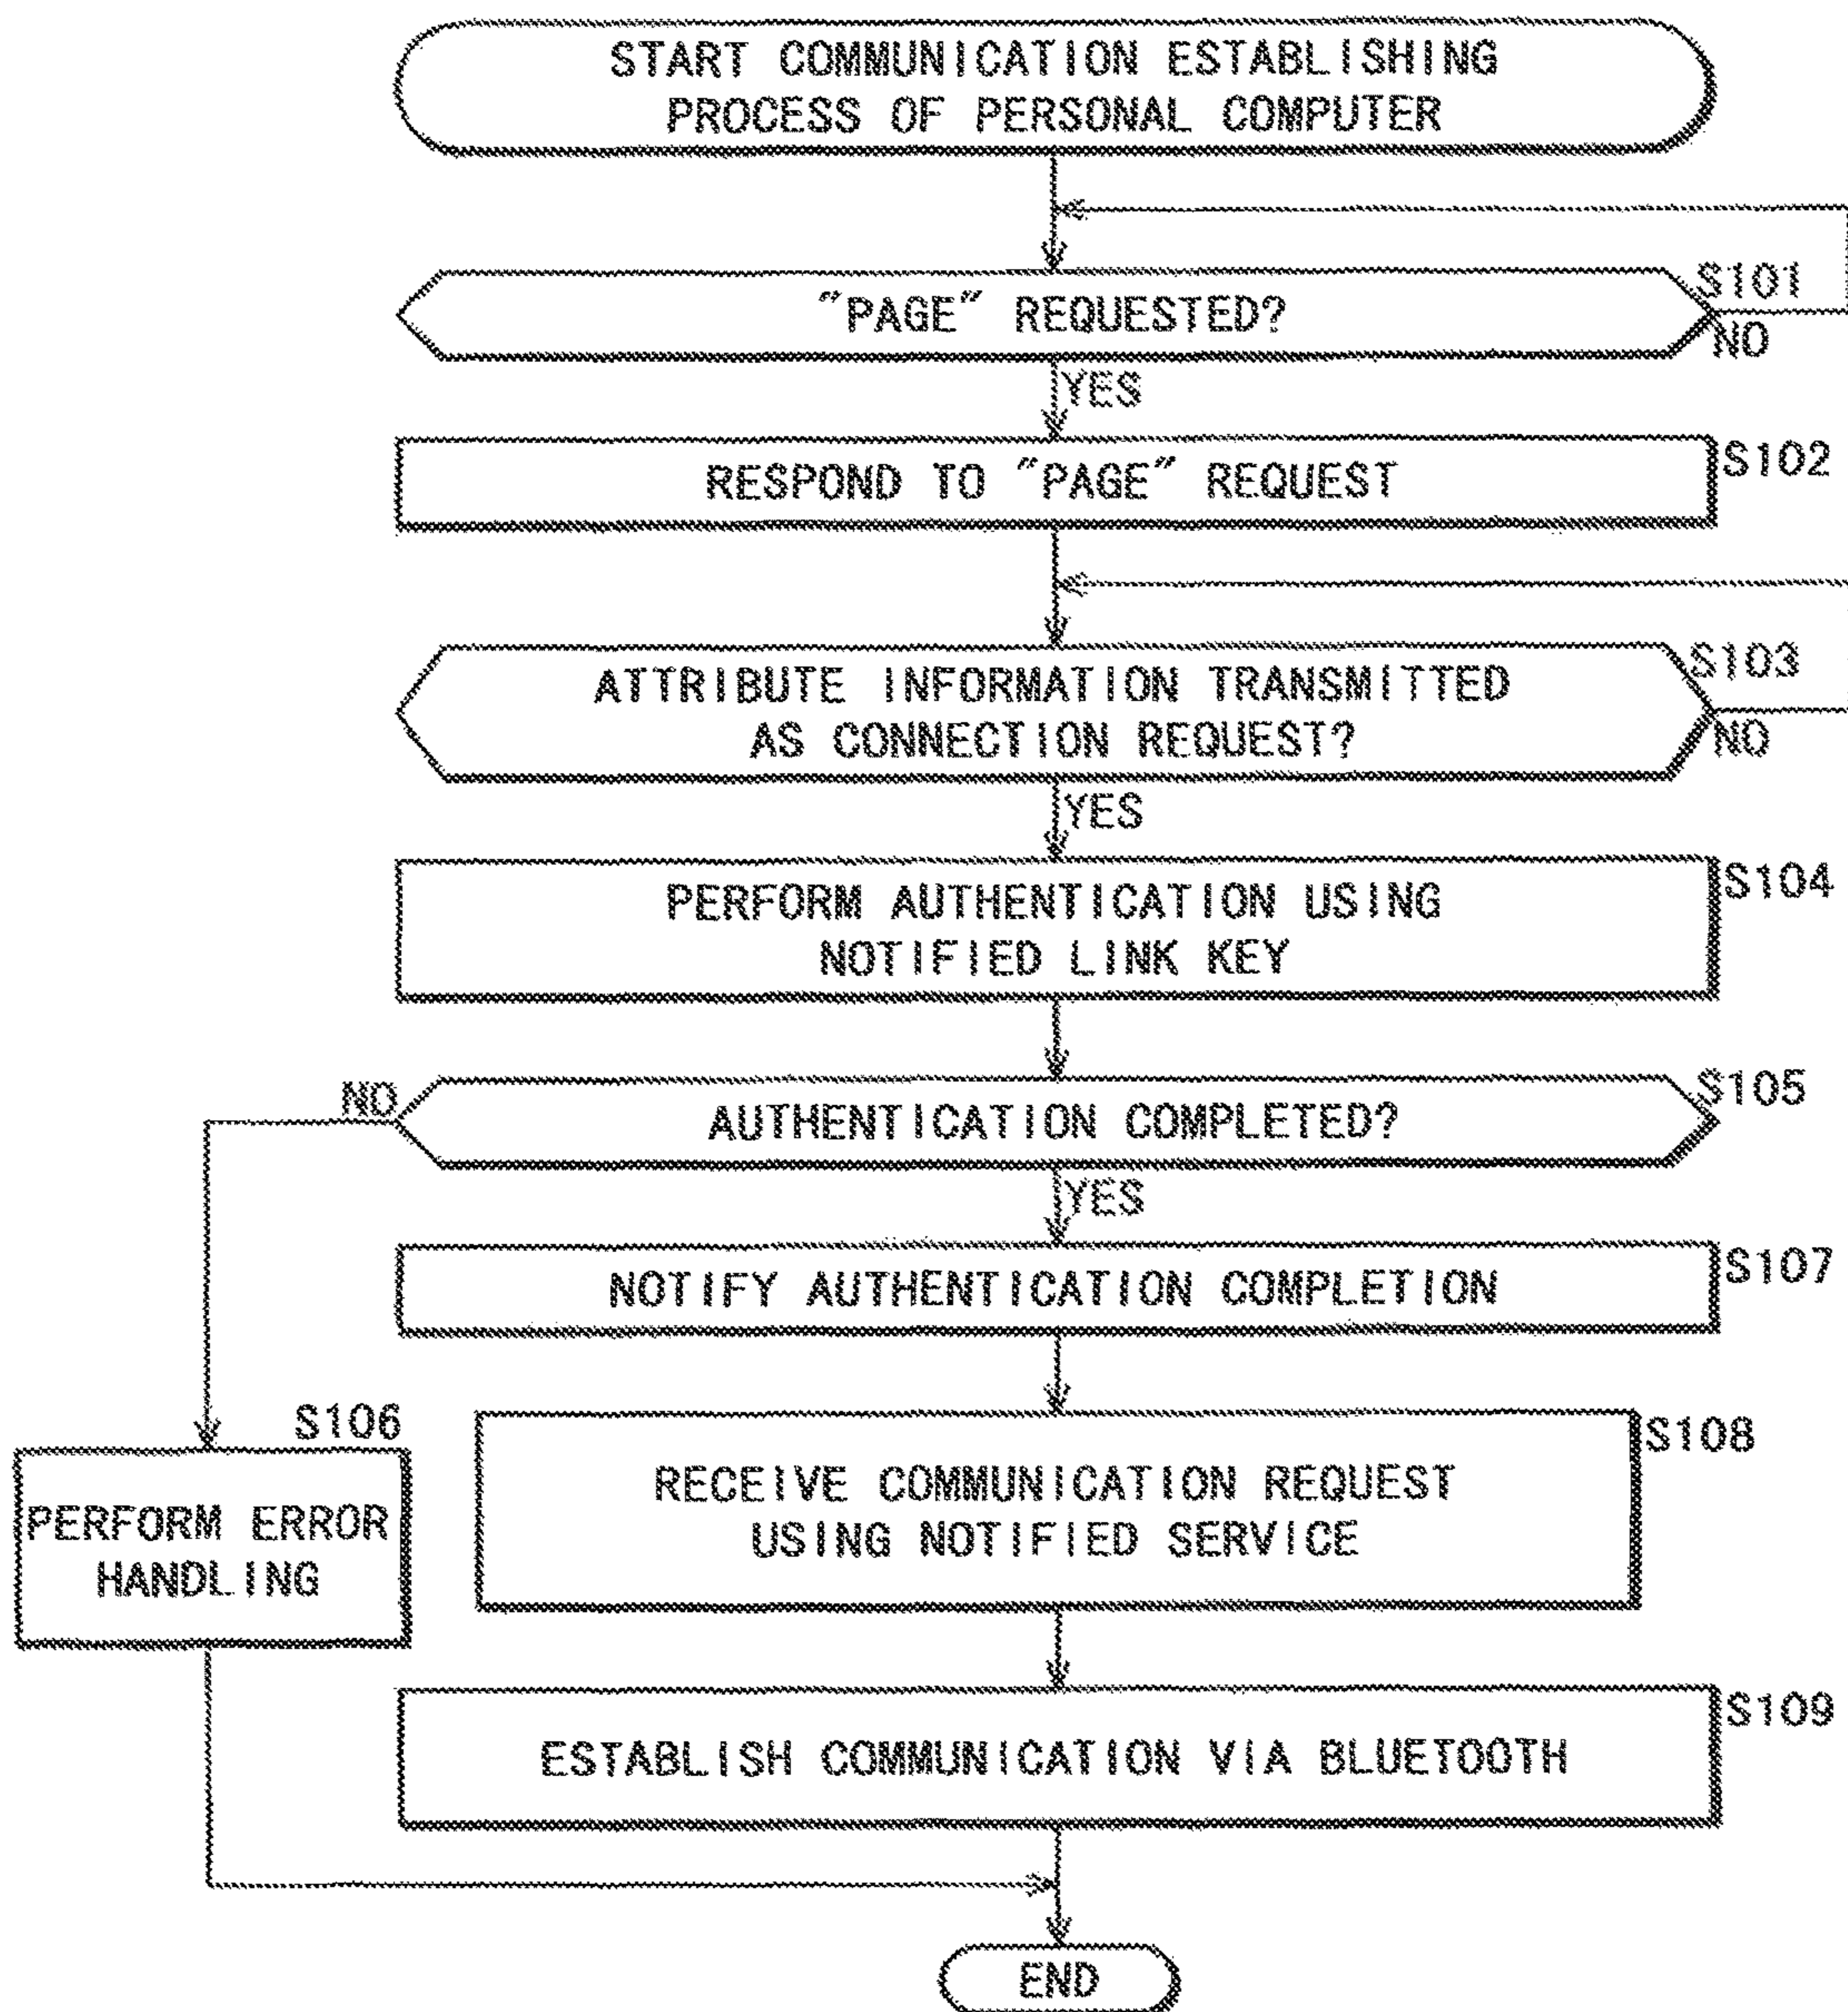 START COMMUNICATION ESTABLISHING
PROCESS OF PERSONAL COMPUTER
"PAGE" REQUESTED?
S101
NO
YES
RESPOND TO "PAGE" REQUEST
S102
ATTRIBUTE INFORMATION TRANSMITTED
AS CONNECTION REQUEST?
S103
NO
YES
PERFORM AUTHENTICATION USING
NOTIFIED LINK KEY
S104
NO
AUTHENTICATION COMPLETED?
S105
YES
NOTIFY AUTHENTICATION COMPLETION
S107
S106
PERFORM ERROR
HANDLING
RECEIVE COMMUNICATION REQUEST
USING NOTIFIED SERVICE
S108
ESTABLISH COMMUNICATION VIA BLUETOOTH
S109
END